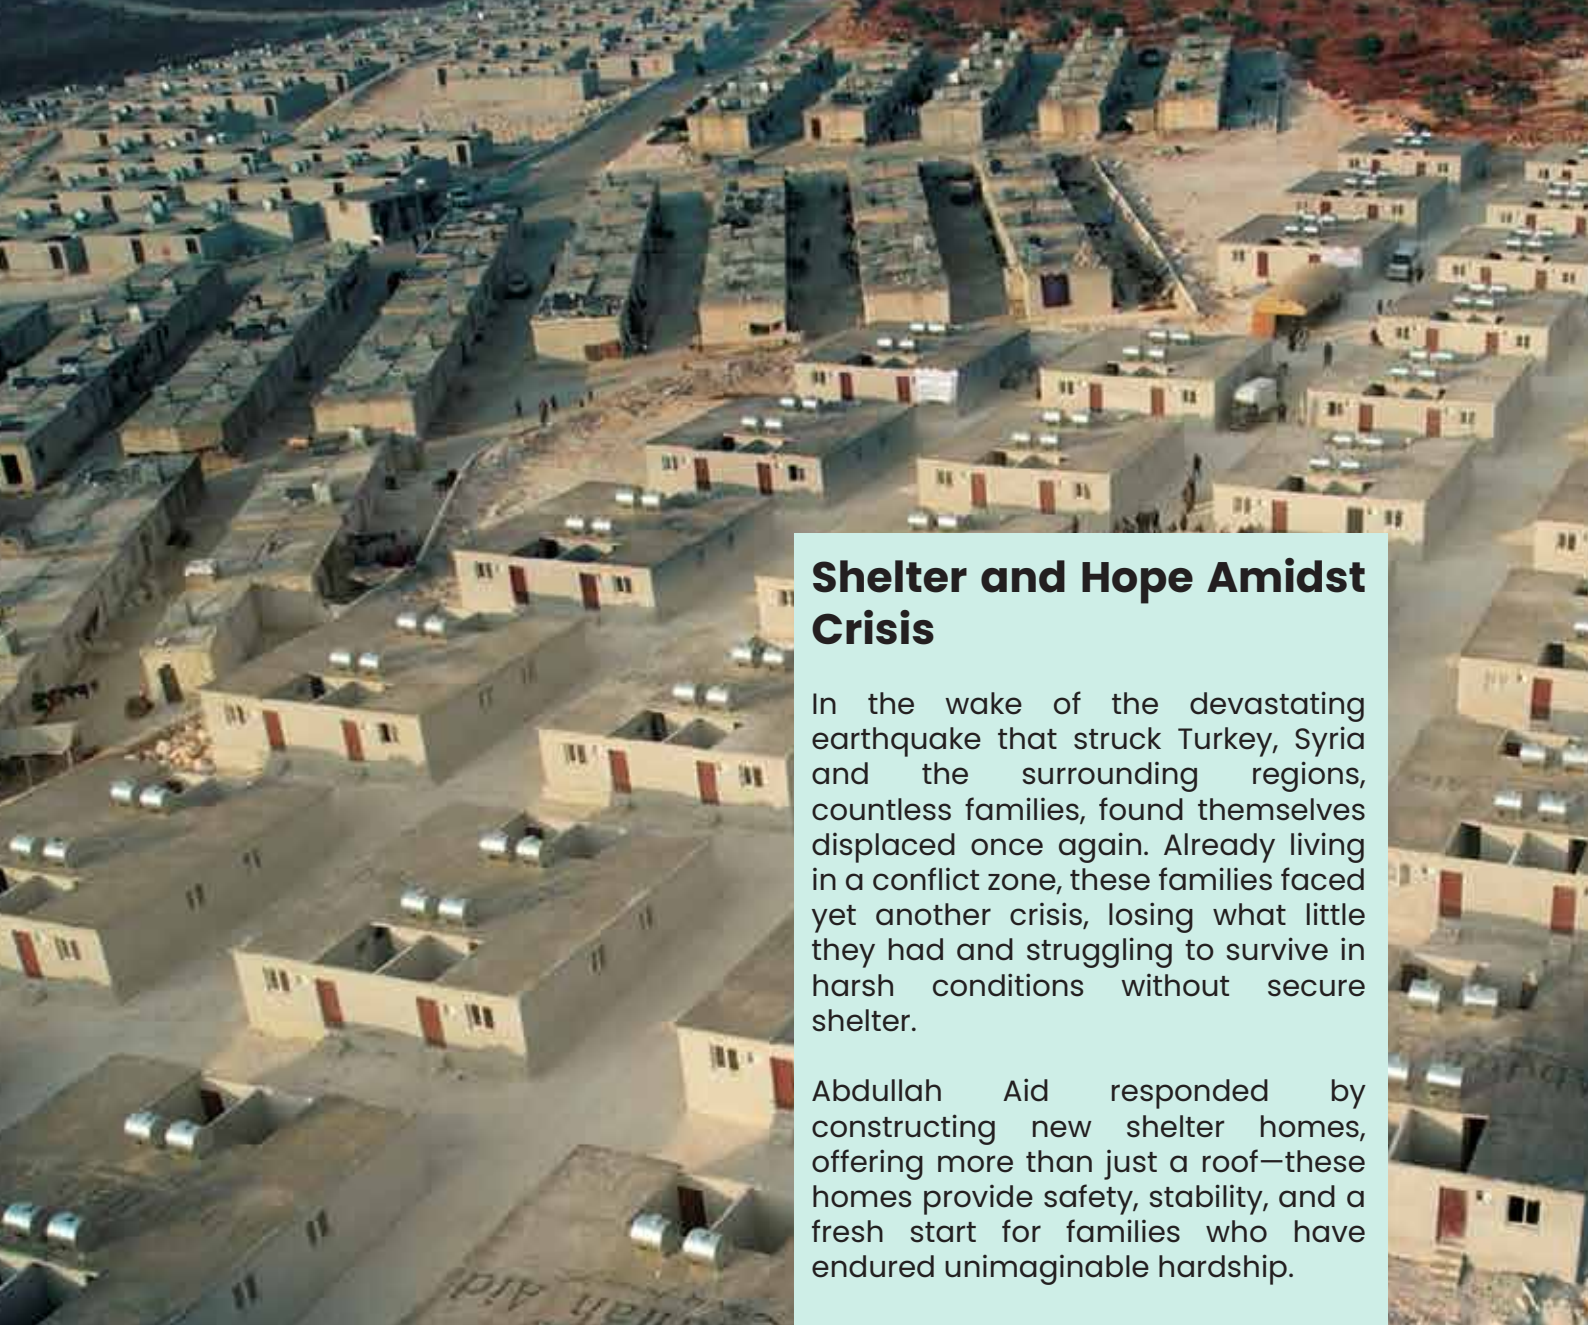 Shelter and Hope Amidst
Crisis
In the wake of the devastating
earthquake that struck Turkey, Syria
and the surrounding regions,
countless families, found themselves
displaced once again. Already living
in a conflict zone, these families faced
yet another crisis, losing what little
they had and struggling to survive in
harsh conditions without secure
shelter.
Abdullah Aid responded by
constructing new shelter homes,
offering more than just a roof—these
homes provide safety, stability, and a
fresh start for families who have
endured unimaginable hardship.
Aid